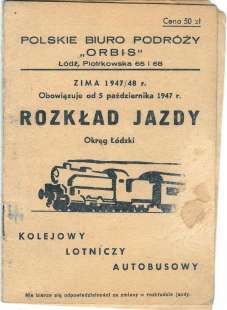 Cena 50 zł
POLSKIE BIURO PODRÓŻY
„ORBIS"
Łódź, Piotrkowska 65 i 68
ZIMA 1947/48 r.
Obowiązuje od 5 października 1947 r.
ROZKŁAD JAZDY
Okręg Łódzki
KOLEJOWY
LOTNICZY
AUTOBUSOWY
Nie bierze się odpowiedzialności za zmiany w rozkładzie jazdy.